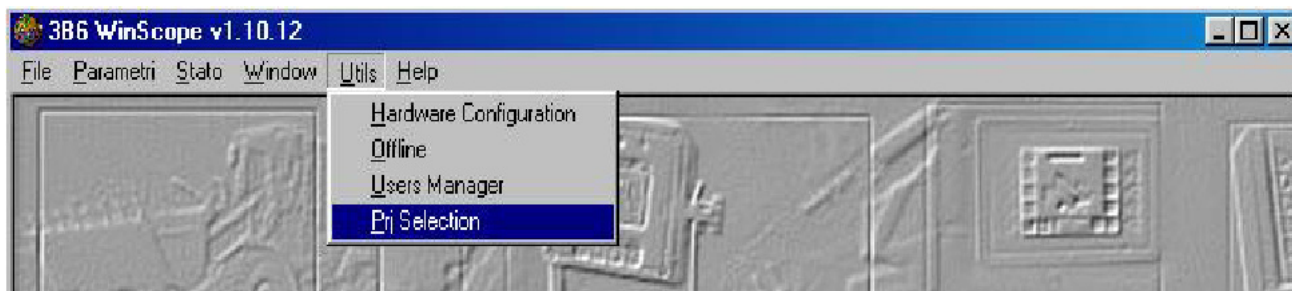 3B6 WinScope v1.10.12
File Parametri Stato Window Utils Help
Hardware Configuration
Offline
Users Manager
Prj Selection